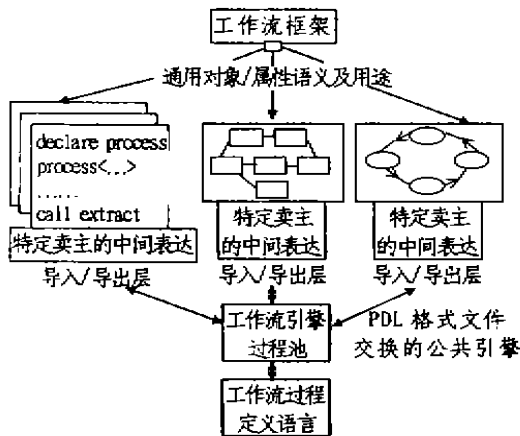 工作流框架
通用对象/属性语义及用途
declare process
process<...>
......
call extract
特定卖主的中间表达
导入/导出层
特定卖主
的中间表达
导入/导出层
特定卖主
的中间表达
导入/导出层
工作流引擎
过程池
PDL 格式文件
交换的公共引擎
工作流过程
定义语言